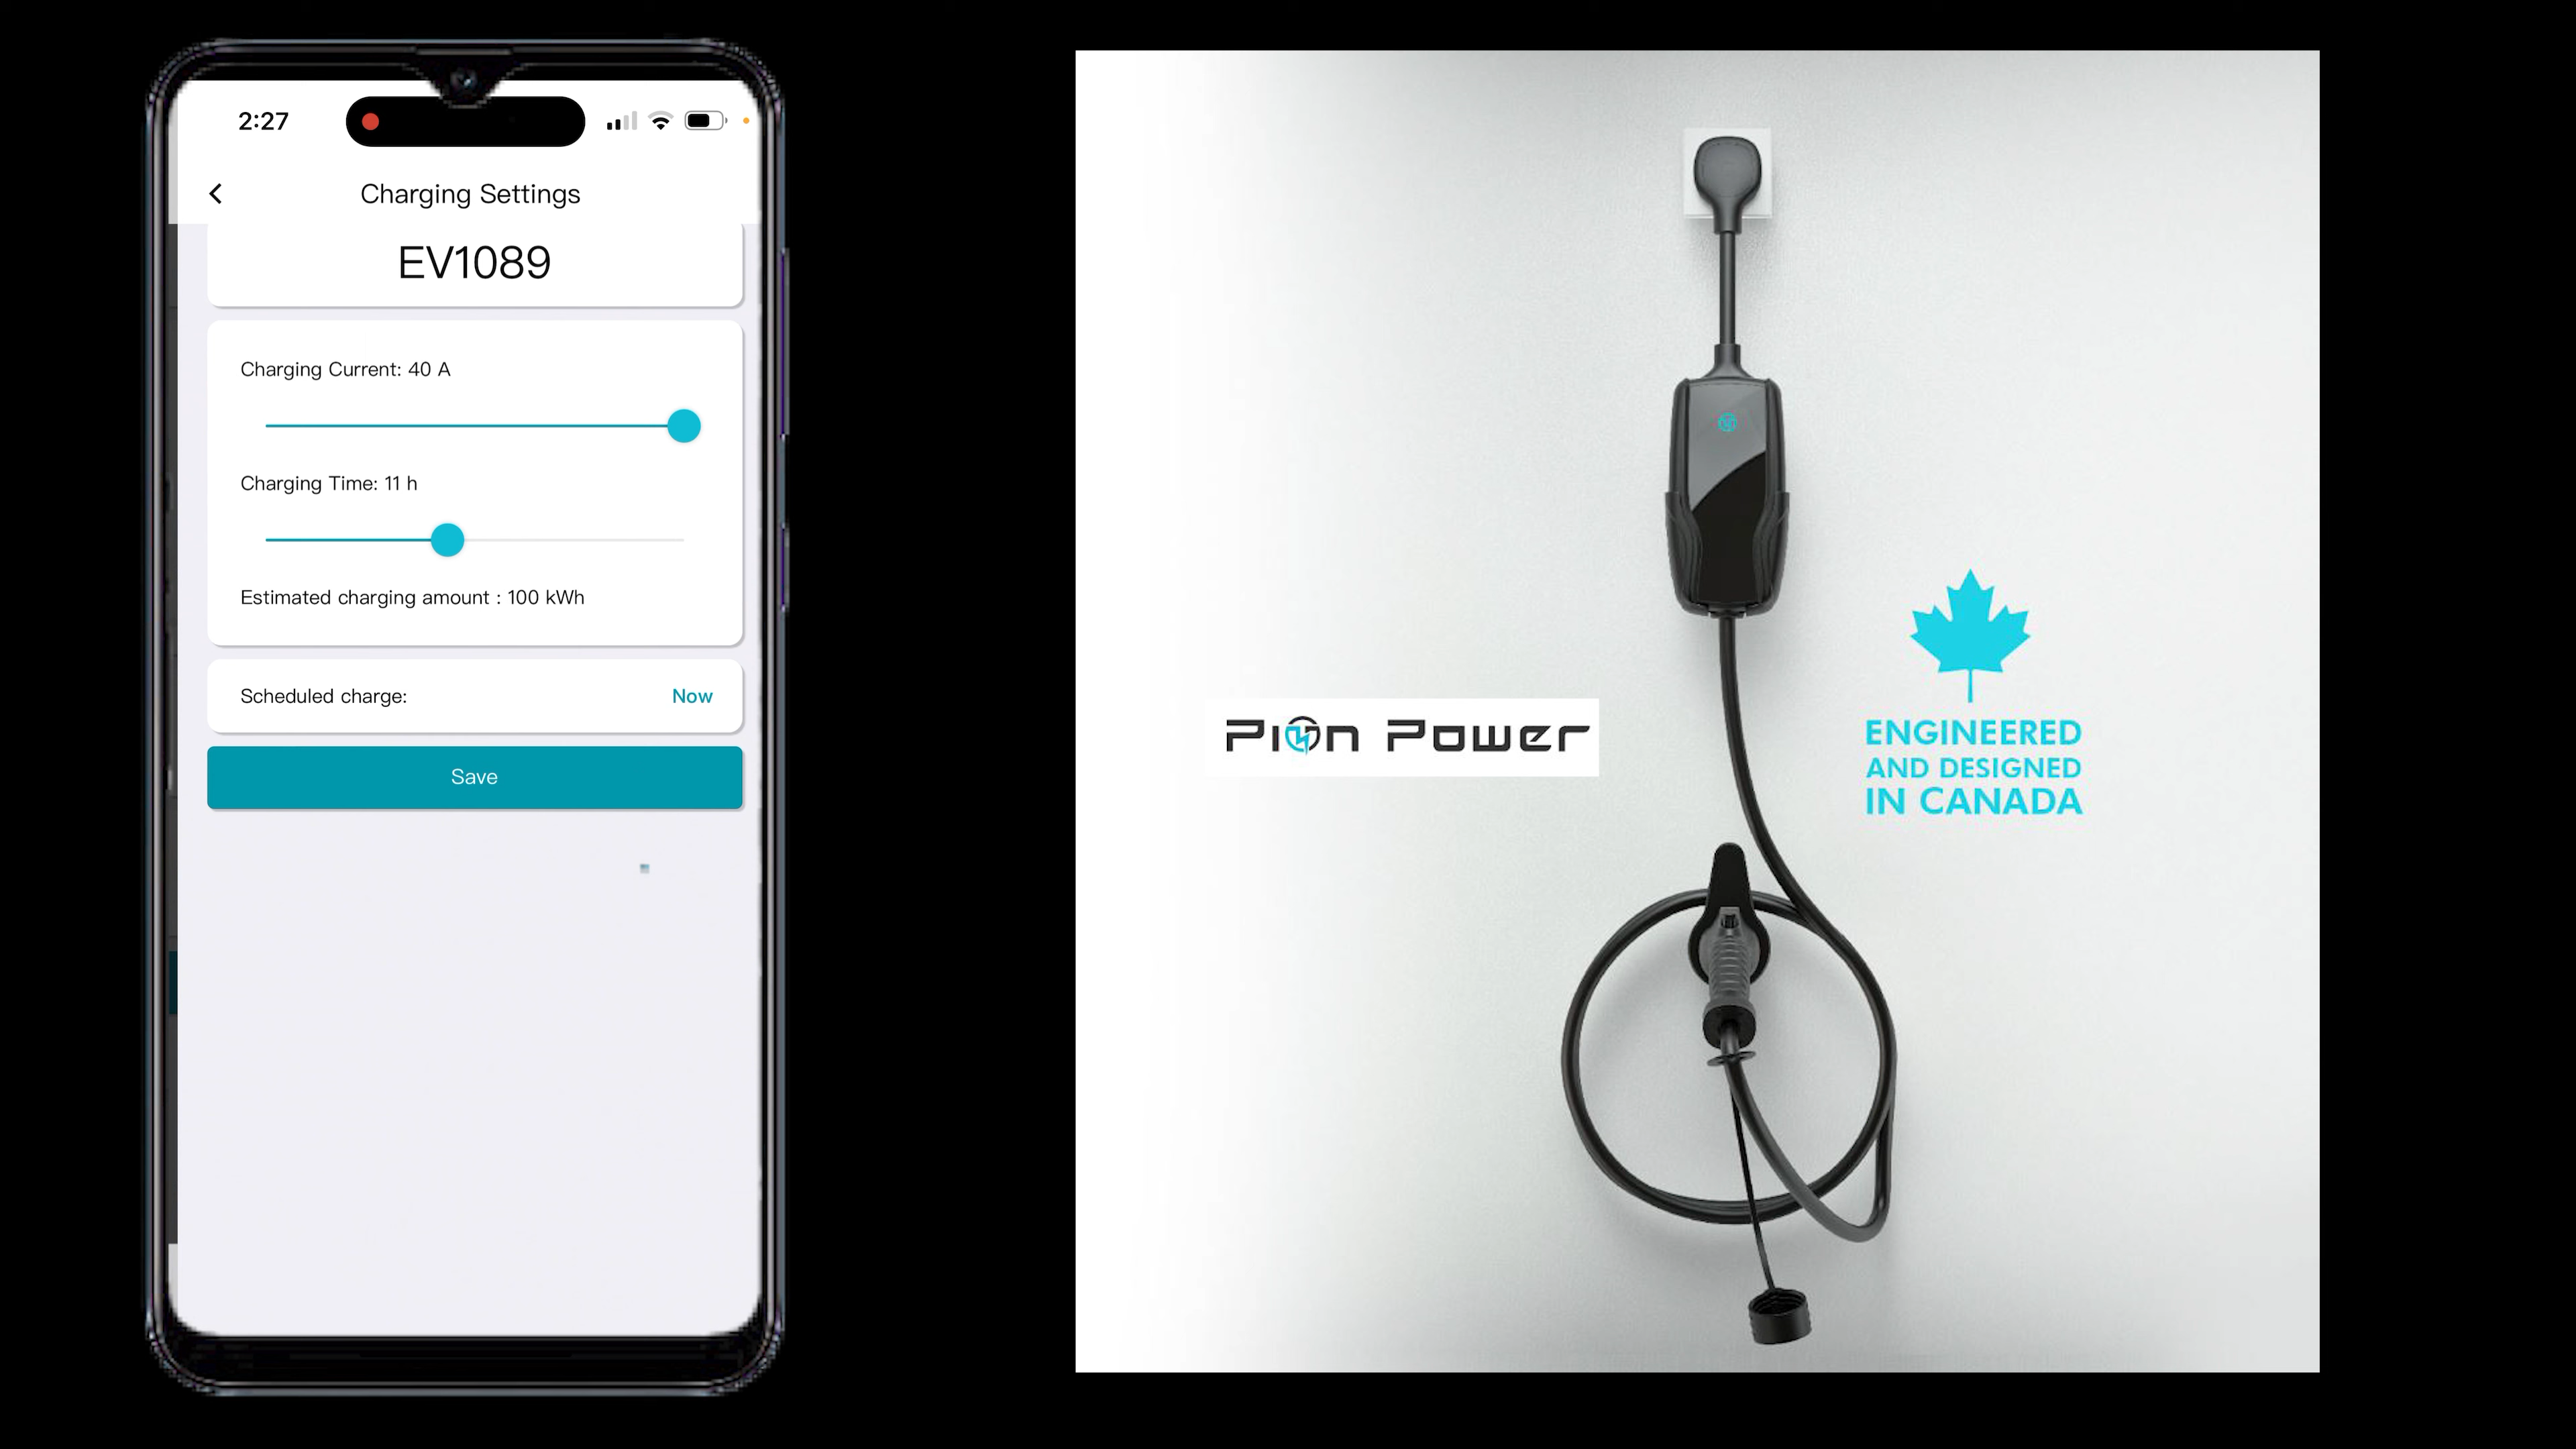 2:27
Charging Settings
EV1089
Charging Current: 40 A
Charging Time: 11 h
Estimated charging amount : 100 kWh
Scheduled charge:
Now
Save
Pion Power
ENGINEERED
AND DESIGNED
IN CANADA